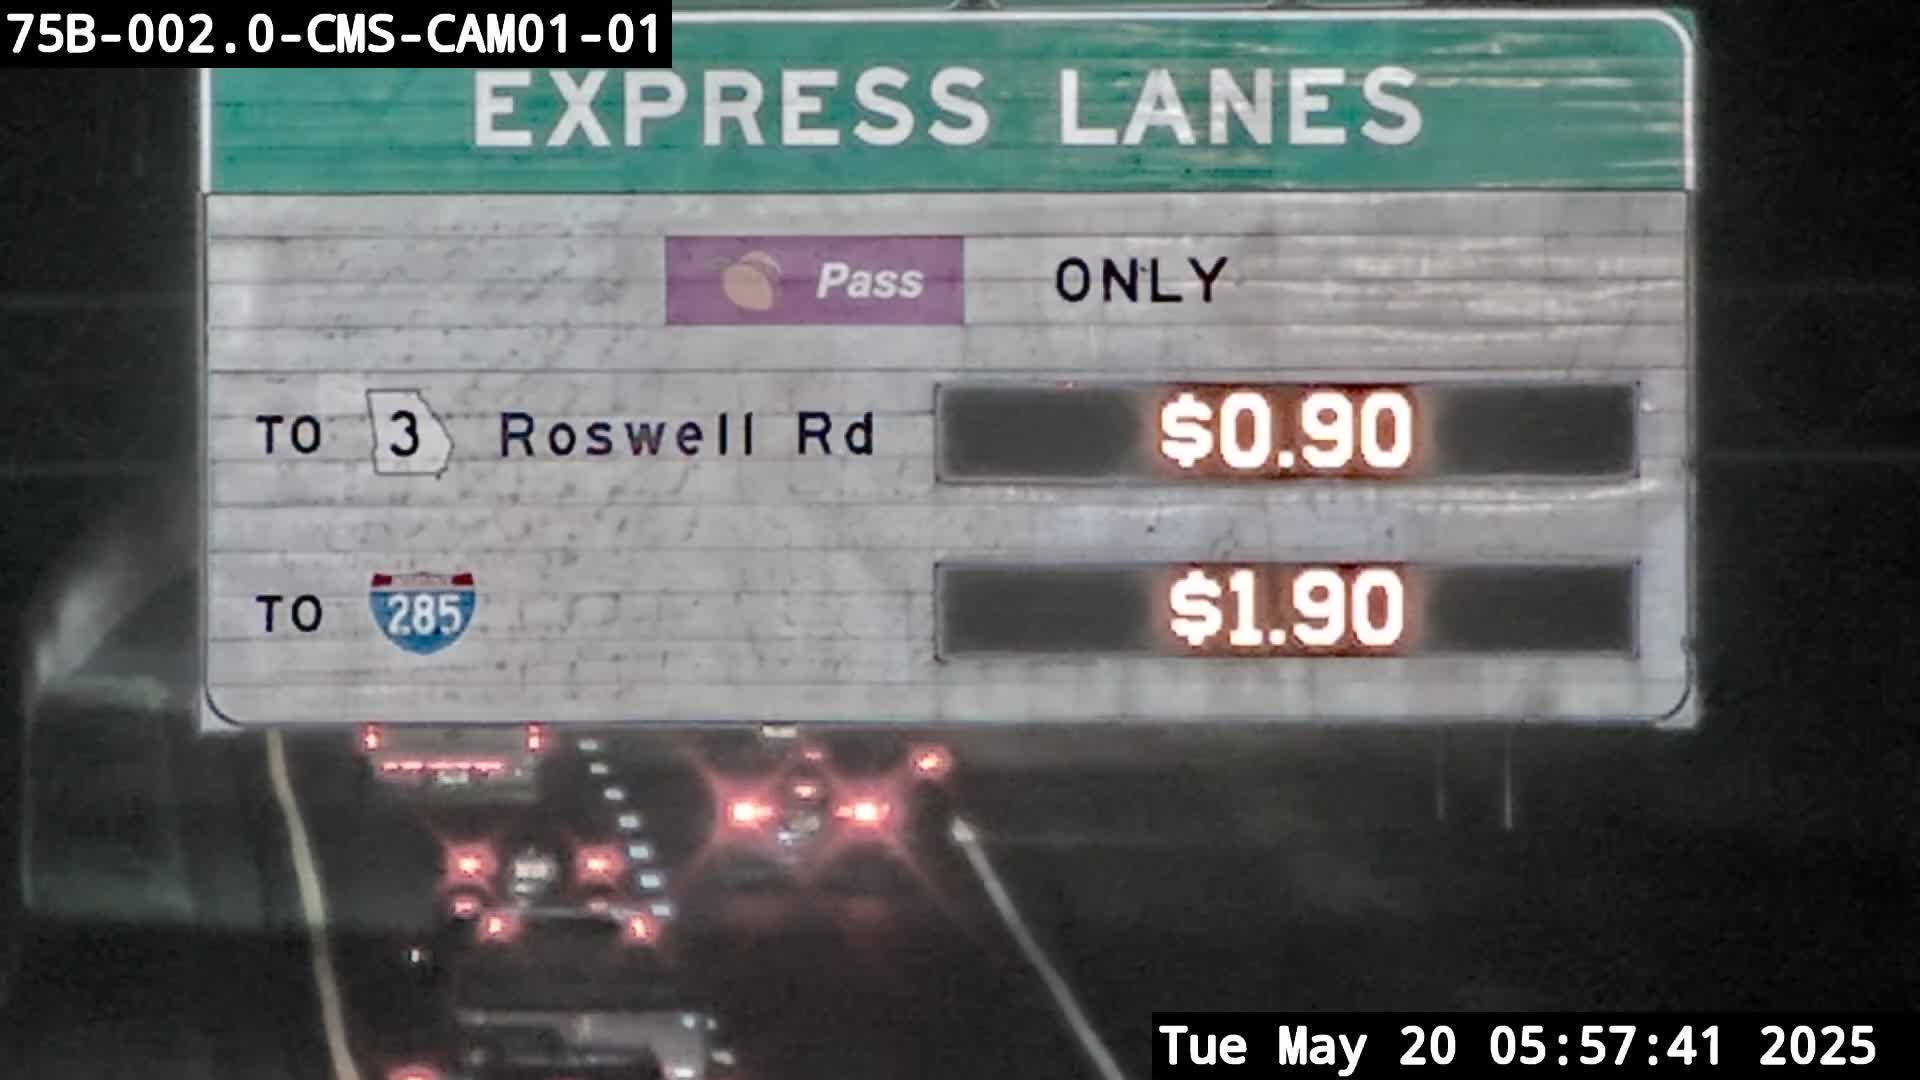 75B-002.0-CMS-CAM01-01
EXPRESS LANES
Pass ONLY
TO 3 Roswell Rd $0.90
TO 285 $1.90
Tue May 20 05:57:41 2025